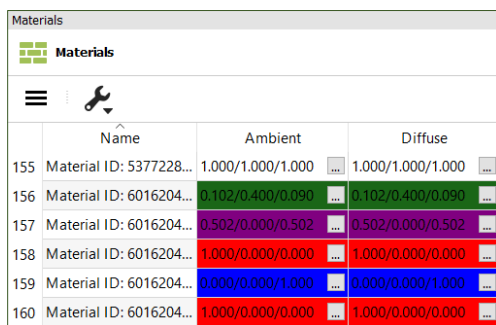 Materials
Materials
Name Ambient Diffuse
155 Material ID: 5377228... 1.000/1.000/1.000 ... 1.000/1.000/1.000 ...
156 Material ID: 6016204... 0.102/0.400/0.090 ... 0.102/0.400/0.090 ...
157 Material ID: 6016204... 0.502/0.000/0.502 ... 0.502/0.000/0.502 ...
158 Material ID: 6016204... 1.000/0.000/0.000 ... 1.000/0.000/0.000 ...
159 Material ID: 6016204... 0.000/0.000/1.000 ... 0.000/0.000/1.000 ...
160 Material ID: 6016204... 1.000/0.000/0.000 ... 1.000/0.000/0.000 ...